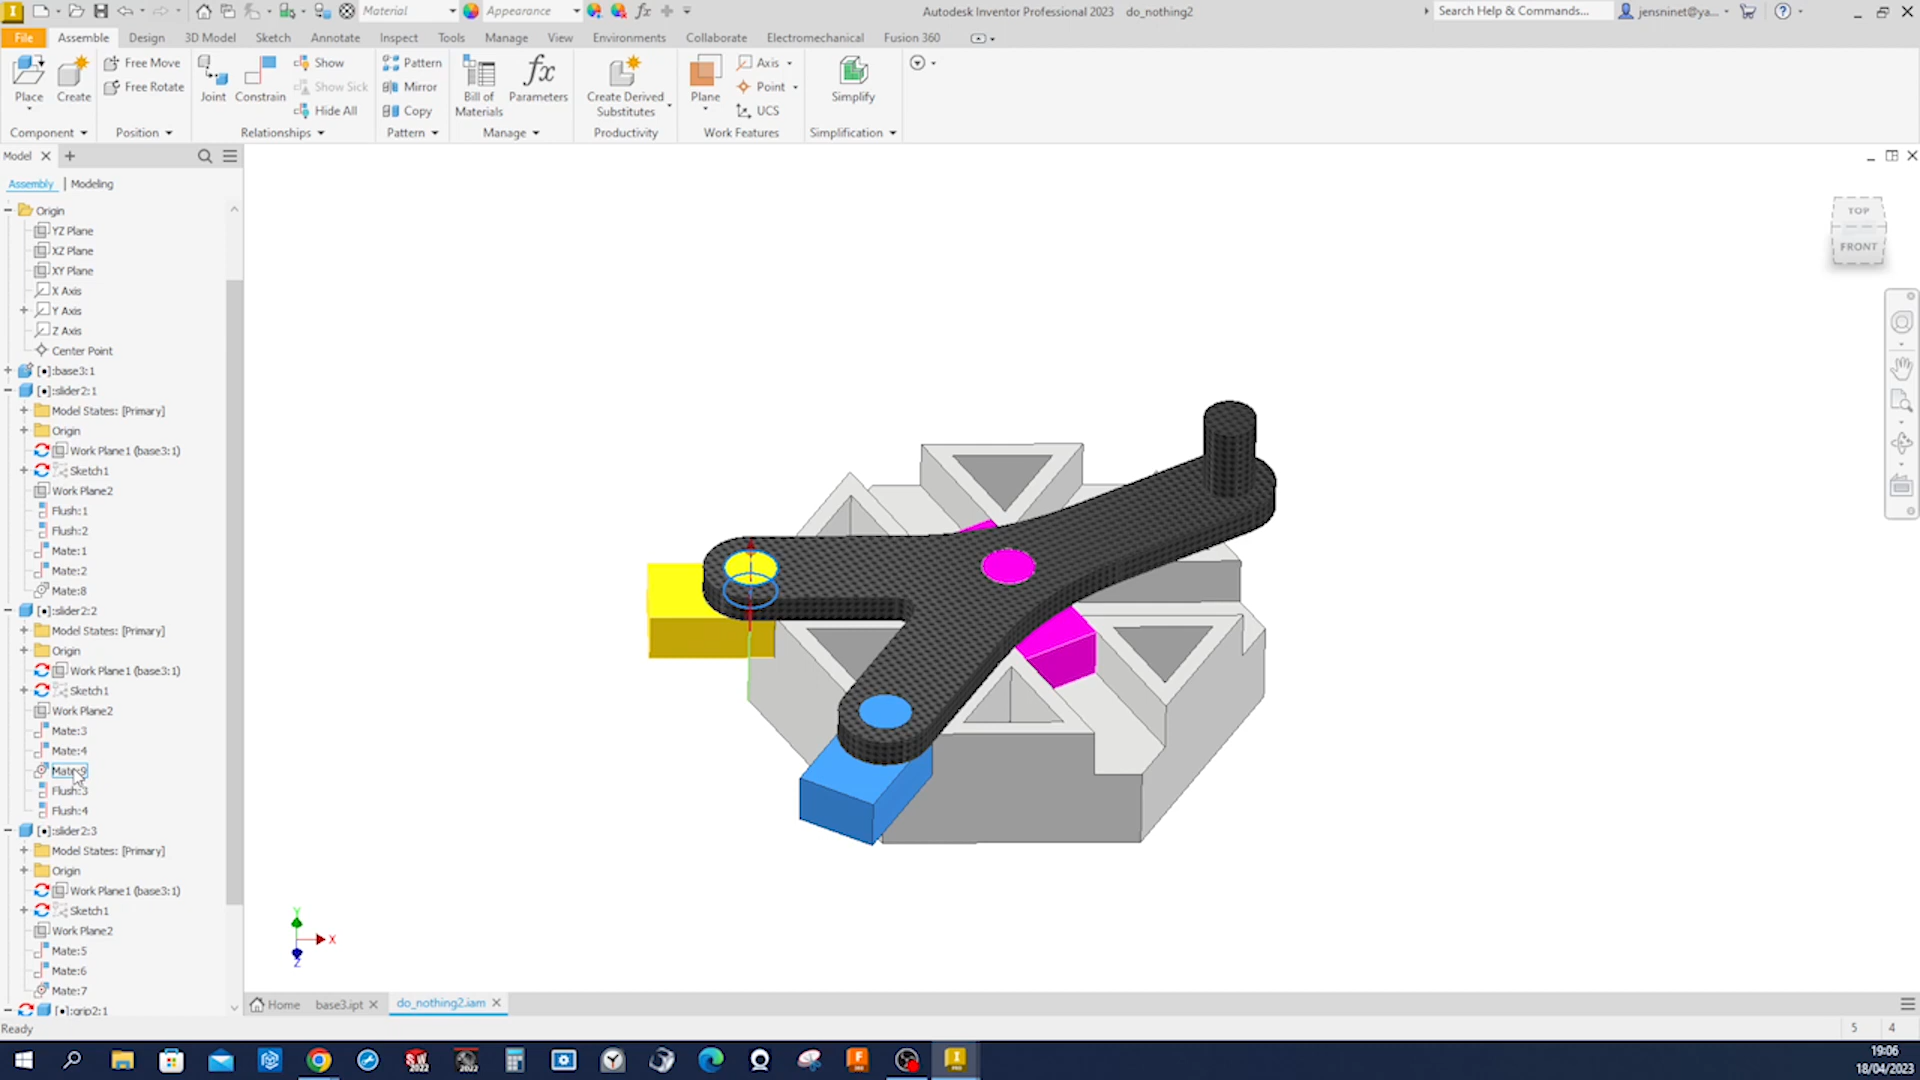 Material
Appearance
Autodesk Inventor Professional 2023 do_nothing2
Search Help & Commands...
jensninet@ya...
File
Assemble
Design
3D Model
Sketch
Annotate
Inspect
Tools
Manage
View
Environments
Collaborate
Electromechanical
Fusion 360
Place
Create
Free Move
Free Rotate
Joint
Constrain
Show
Show Sick
Hide All
Pattern
Mirror
Copy
Bill of
Materials
Parameters
Create Derived
Substitutes
Plane
Axis
Point
UCS
Simplify
Component
Position
Relationships
Pattern
Manage
Productivity
Work Features
Simplification
Model
Assembly | Modeling
Origin
YZ Plane
XZ Plane
XY Plane
X Axis
Y Axis
Z Axis
Center Point
[•]:base3:1
[•]:slider2:1
Model States: [Primary]
Origin
Work Plane1 (base3:1)
Sketch1
Work Plane2
Flush:1
Flush:2
Mate:1
Mate:2
Mate:8
[•]:slider2:2
Model States: [Primary]
Origin
Work Plane1 (base3:1)
Sketch1
Work Plane2
Mate:3
Mate:4
Mate:9
Flush:3
Flush:4
[•]:slider2:3
Model States: [Primary]
Origin
Work Plane1 (base3:1)
Sketch1
Work Plane2
Mate:5
Mate:6
Mate:7
[•]:grip2:1
TOP
FRONT
Y
X
Z
Home
base3.ipt
do_nothing2.iam
Ready
5 4
19:06
18/04/2023